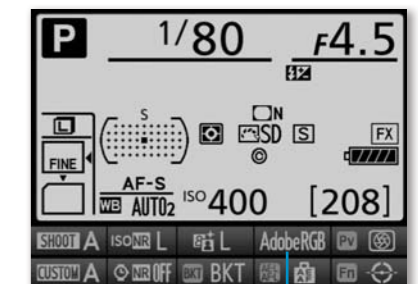 P 1/80 F4.5
S
N
L SD S FX
FINE
AF-S
WB AUTO2 ISO 400 [208]
SHOOT A ISO NR L L AdobeRGB PV
CUSTOM A NR OFF BKT BKT Fn